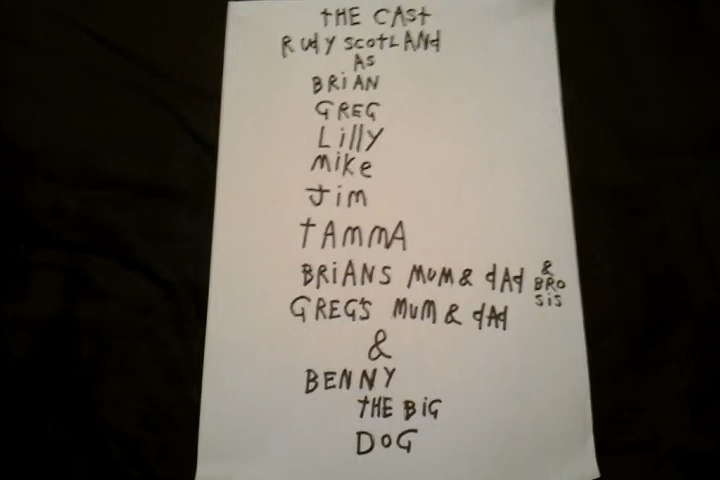 tHE CASt
RudY SCOtLANd
AS
BRiAN
GREG
LillY
Mike
Jim
tAMMA
BRiANS MuM & dAd & BRO SiS
GREG'S MuM & dAd
&
BENNY
tHE BiG
DOG